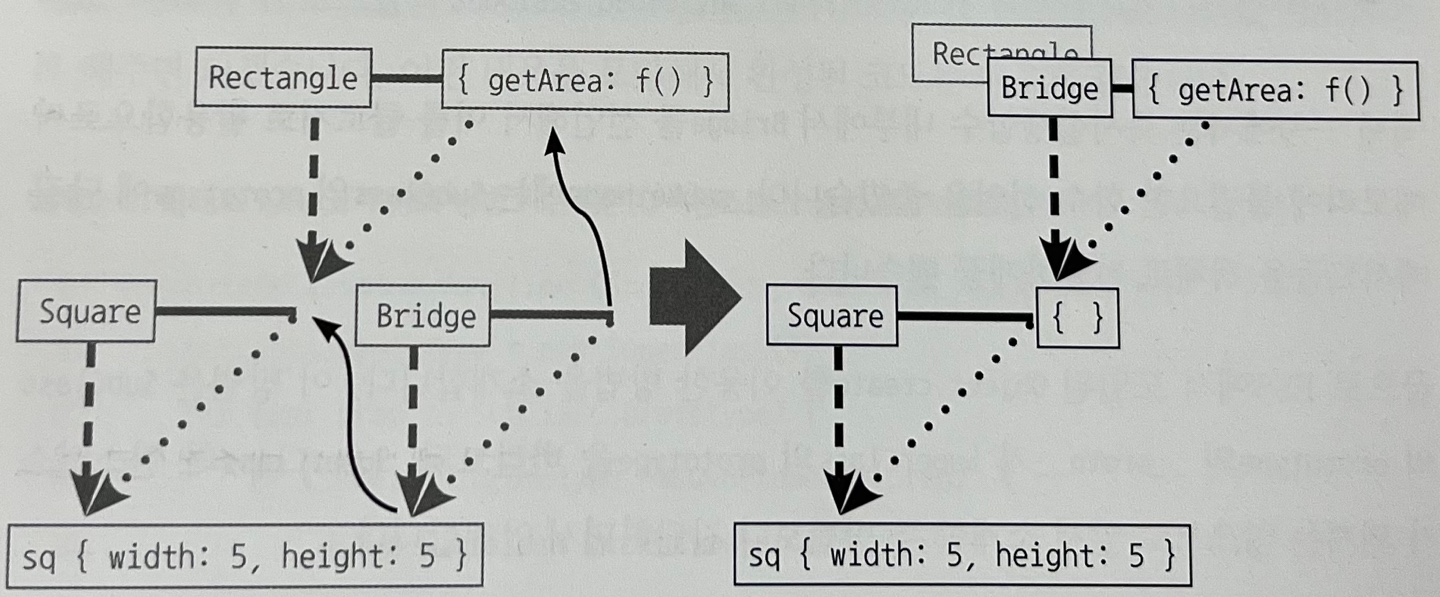 Rectangle
{ getArea: f() }
Square
Bridge
sq { width: 5, height: 5 }
Rectangle
Bridge
{ getArea: f() }
Square
{ }
sq { width: 5, height: 5 }